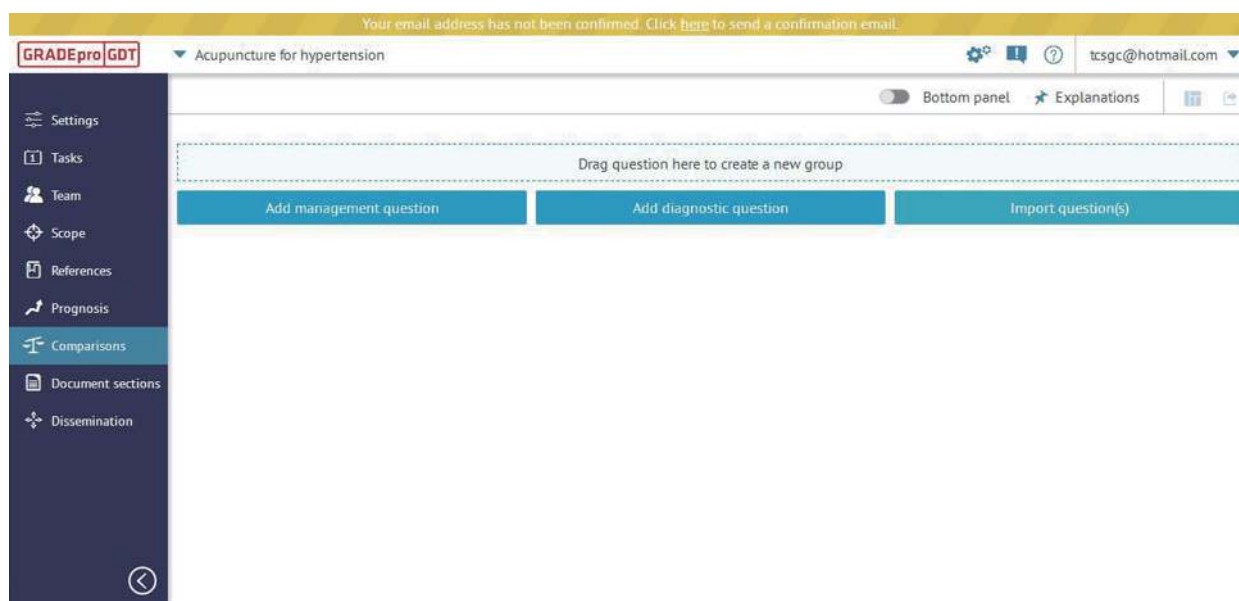 Your email address has not been confirmed. Click here to send a confirmation email.
GRADEpro GDT
Acupuncture for hypertension
tcsgc@hotmail.com
Bottom panel
Explanations
Settings
Tasks
Team
Scope
References
Prognosis
Comparisons
Document sections
Dissemination
Drag question here to create a new group
Add management question
Add diagnostic question
Import question(s)